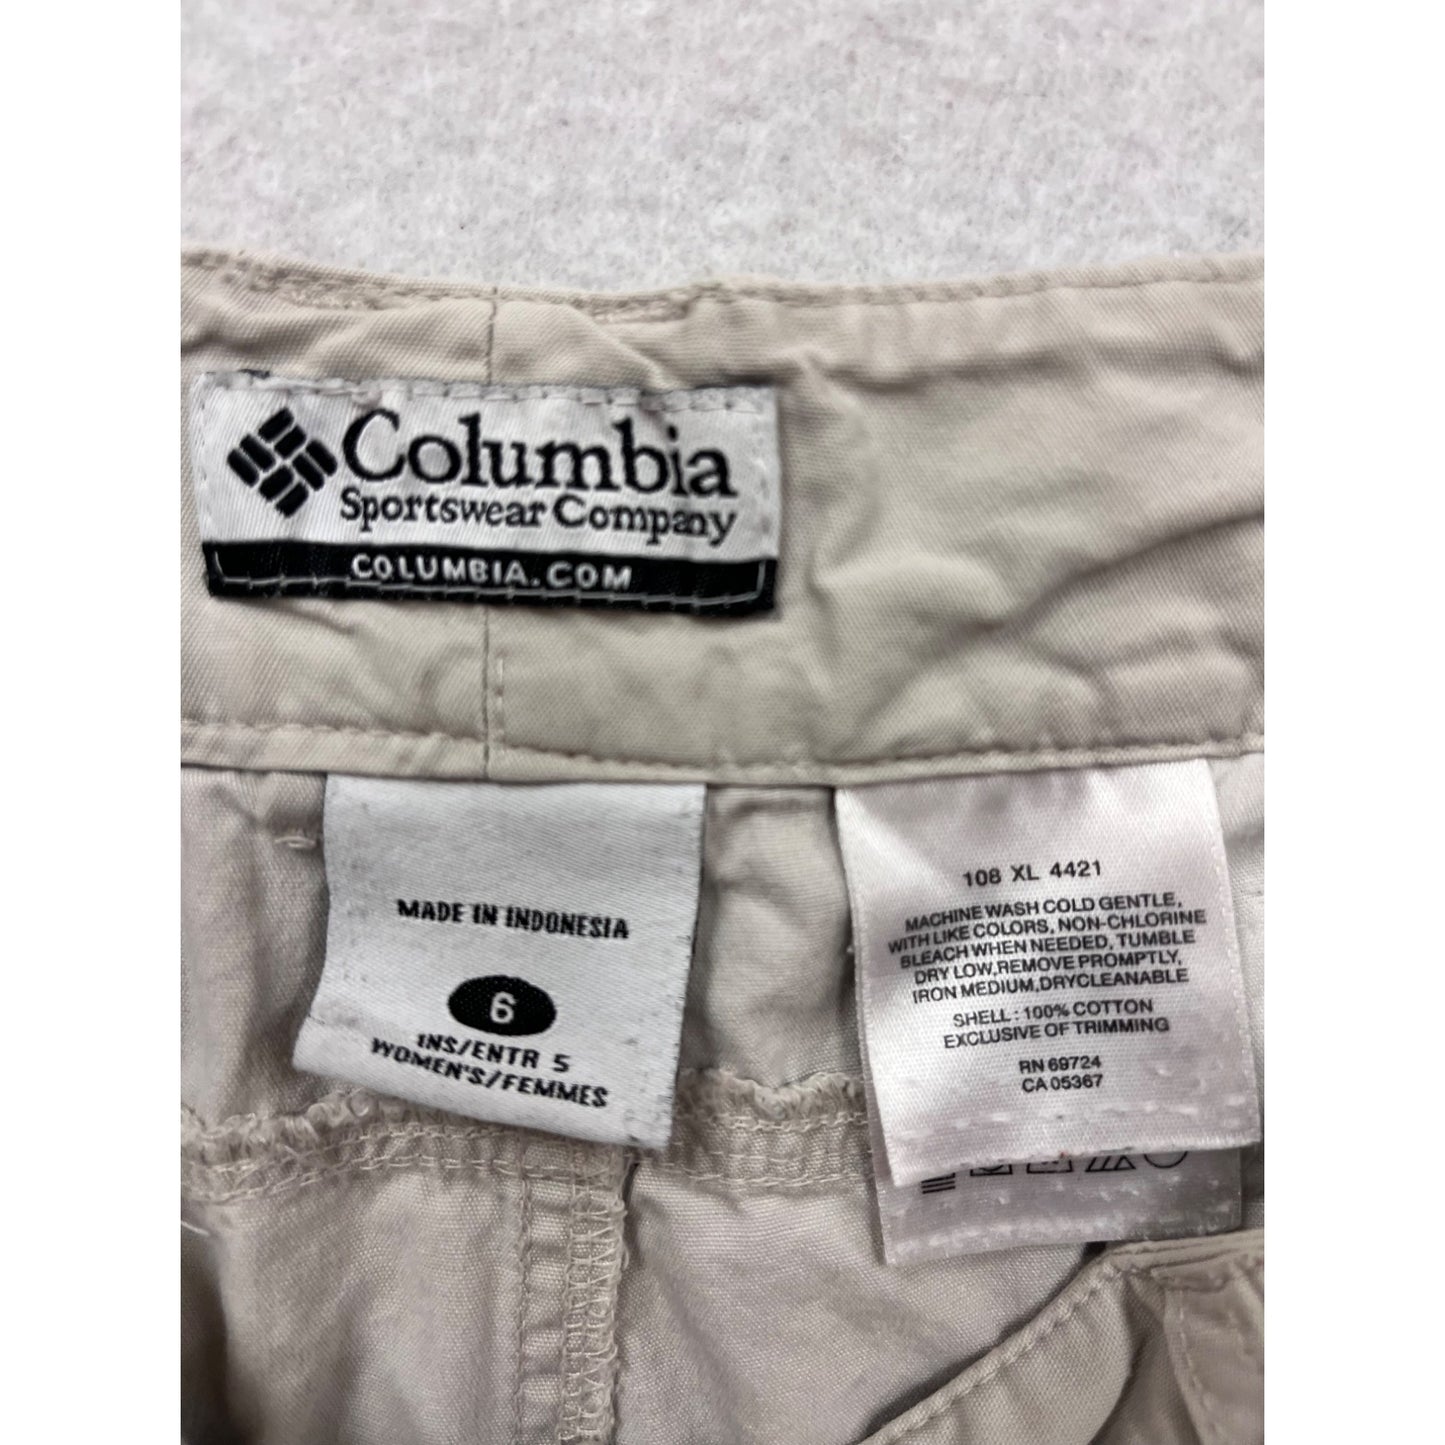 Columbia
Sportswear Company
COLUMBIA.COM
MADE IN INDONESIA
6
INS/ENTR 5
WOMEN'S/FEMMES
108 XL 4421
MACHINE WASH COLD GENTLE,
WITH LIKE COLORS, NON-CHLORINE
BLEACH WHEN NEEDED, TUMBLE
DRY LOW,REMOVE PROMPTLY,
IRON MEDIUM,DRYCLEANABLE
SHELL : 100% COTTON
EXCLUSIVE OF TRIMMING
RN 69724
CA 05367